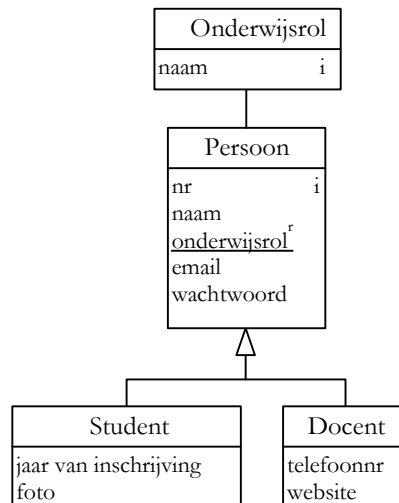 Onderwijsrol
naam i
Persoon
nr i
naam
onderwijsrol r
email
wachtwoord
Student
jaar van inschrijving
foto
Docent
telefoonnr
website